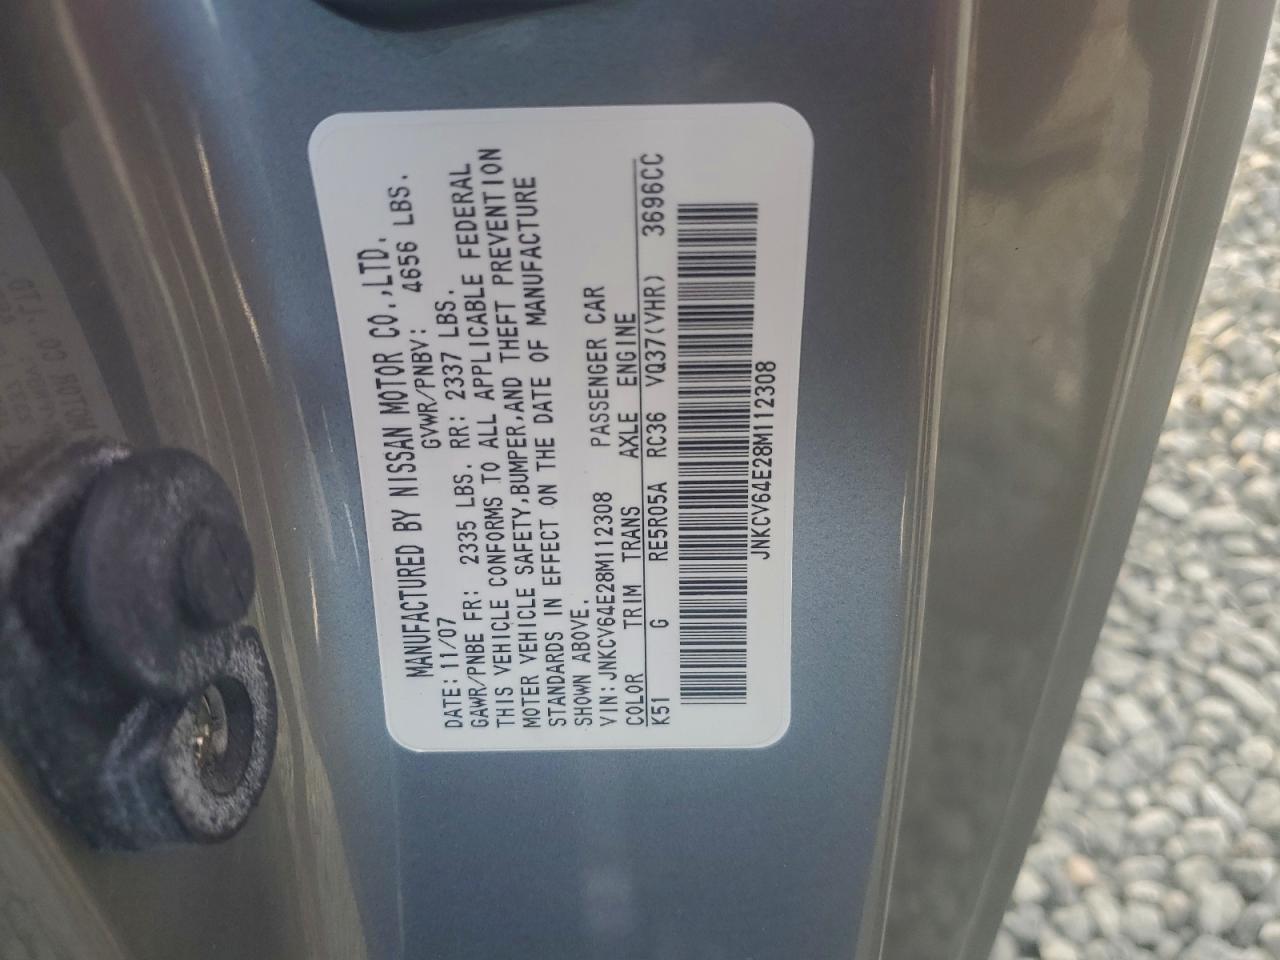 MANUFACTURED BY NISSAN MOTOR CO.,LTD.
DATE: 11/07 GVWR/PNBV: 4656 LBS.
GAWR/PNBE FR: 2335 LBS. RR: 2337 LBS.
THIS VEHICLE CONFORMS TO ALL APPLICABLE FEDERAL
MOTER VEHICLE SAFETY,BUMPER,AND THEFT PREVENTION
STANDARDS IN EFFECT ON THE DATE OF MANUFACTURE
SHOWN ABOVE.
VIN: JNKCV64E28M112308 PASSENGER CAR
COLOR TRIM TRANS AXLE ENGINE
K51 G RE5R05A RC36 VQ37(VHR) 3696CC
JNKCV64E28M112308